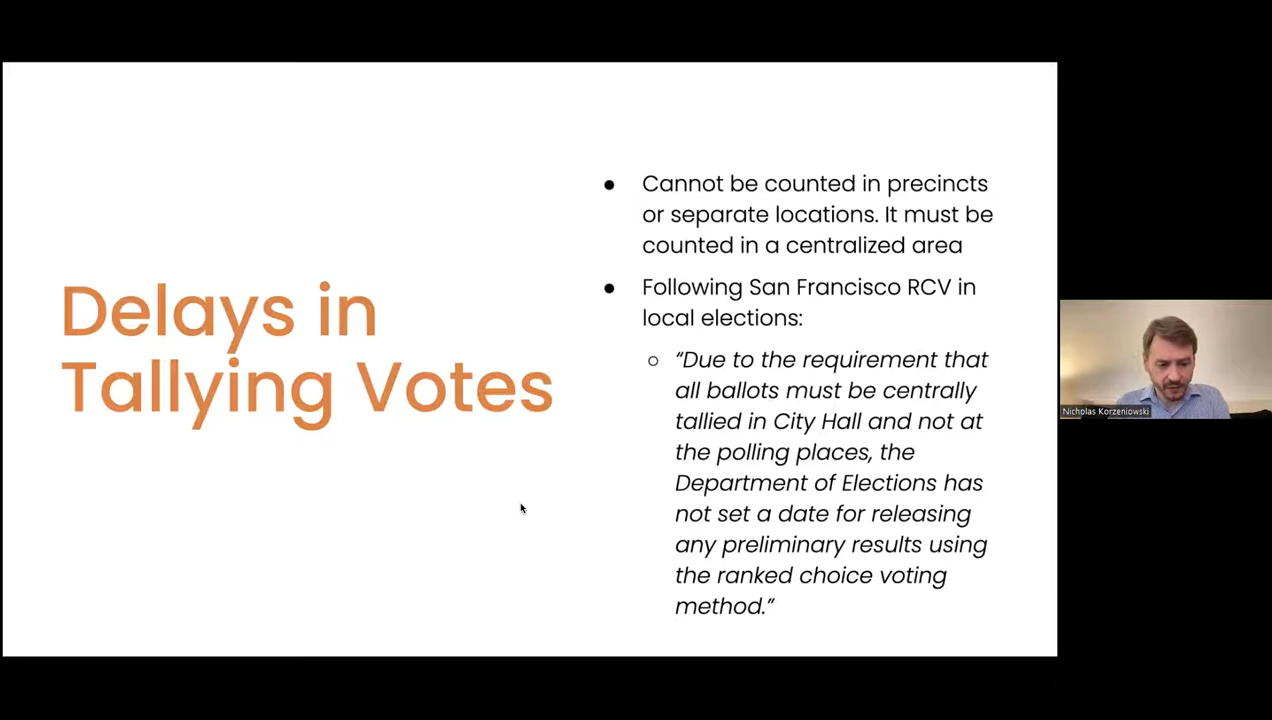 Delays in
Tallying Votes
● Cannot be counted in precincts
or separate locations. It must be
counted in a centralized area
● Following San Francisco RCV in
local elections:
○ “Due to the requirement that
all ballots must be centrally
tallied in City Hall and not at
the polling places, the
Department of Elections has
not set a date for releasing
any preliminary results using
the ranked choice voting
method.”
Nicholas Korzeniowski